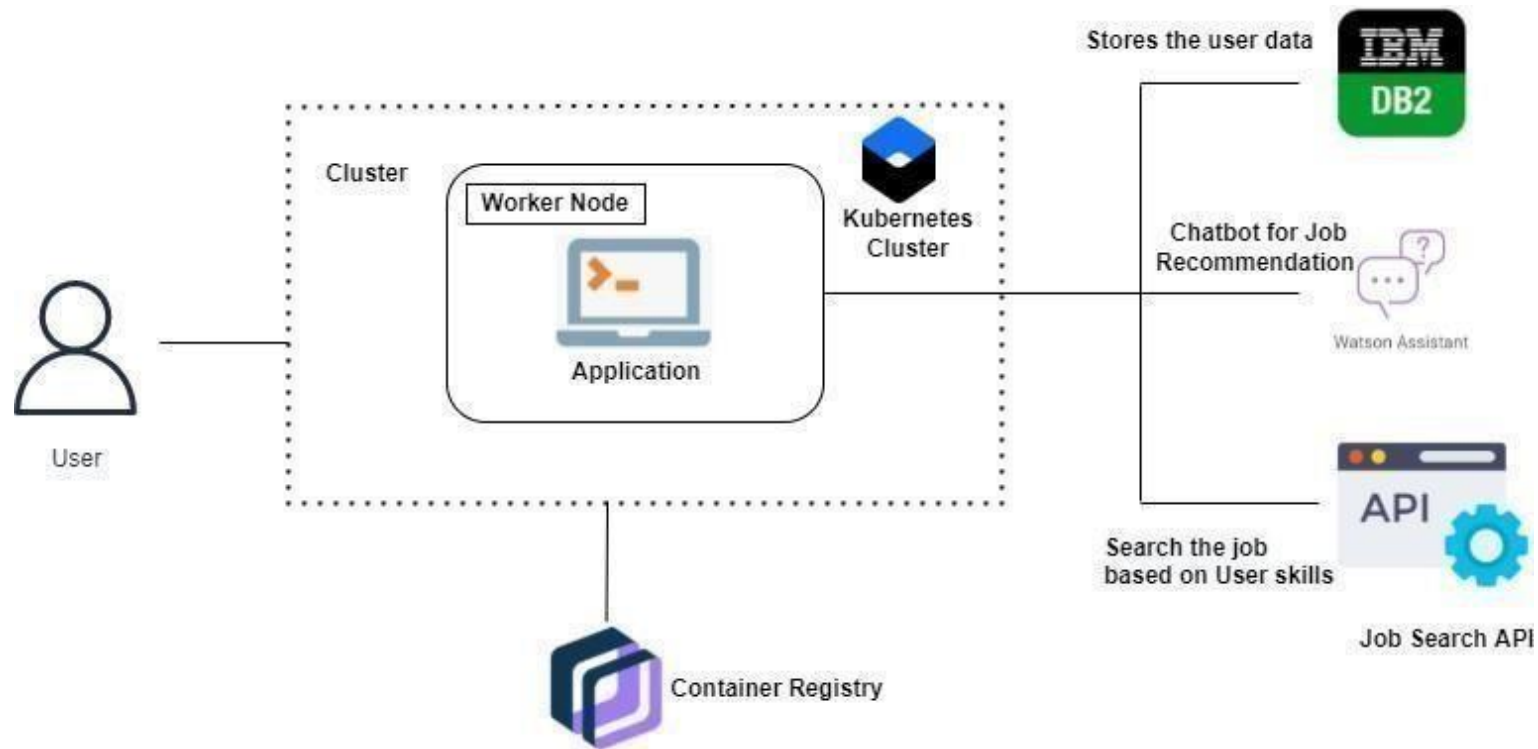 Stores the user data
IBM
DB2
Cluster
Worker Node
Kubernetes
Cluster
Application
Chatbot for Job
Recommendation
?
Watson Assistant
User
API
Search the job
based on User skills
Job Search API
Container Registry